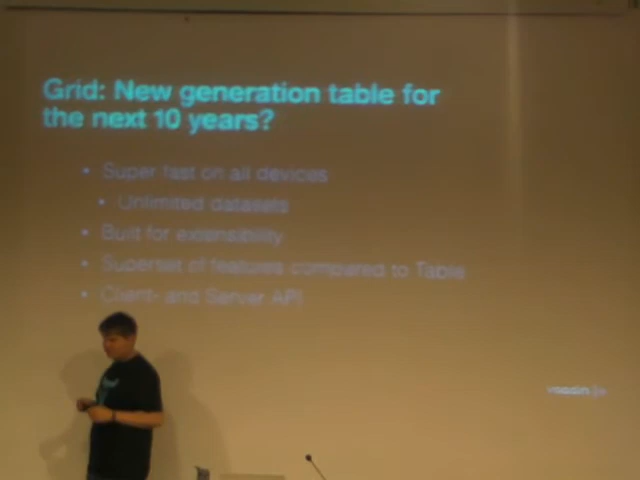 Grid: New generation table for
the next 10 years?
• Super fast on all devices
• Unlimited datasets
• Built for extensibility
• Superset of features compared to Table
• Client- and Server API
vaadin }>